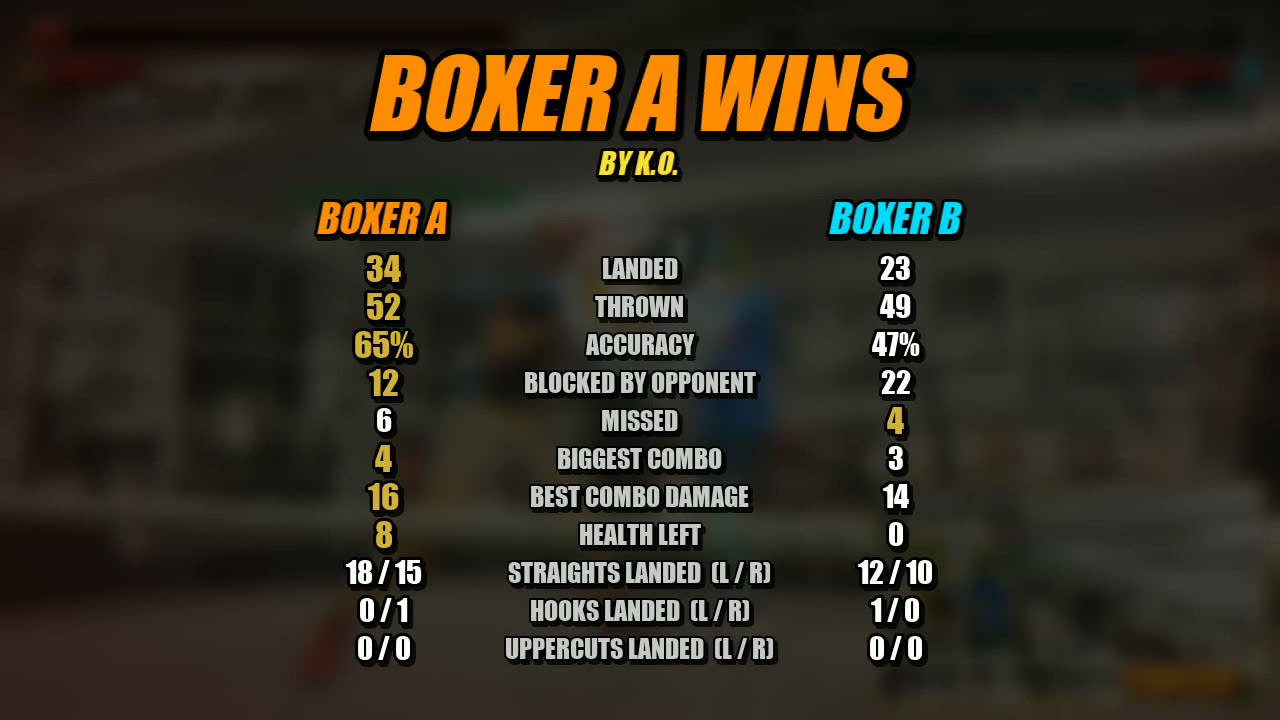 BOXER A WINS
BY K.O.
BOXER A BOXER B
34 LANDED 23
52 THROWN 49
65% ACCURACY 47%
12 BLOCKED BY OPPONENT 22
6 MISSED 4
4 BIGGEST COMBO 3
16 BEST COMBO DAMAGE 14
8 HEALTH LEFT 0
18 / 15 STRAIGHTS LANDED (L / R) 12 / 10
0 / 1 HOOKS LANDED (L / R) 1 / 0
0 / 0 UPPERCUTS LANDED (L / R) 0 / 0